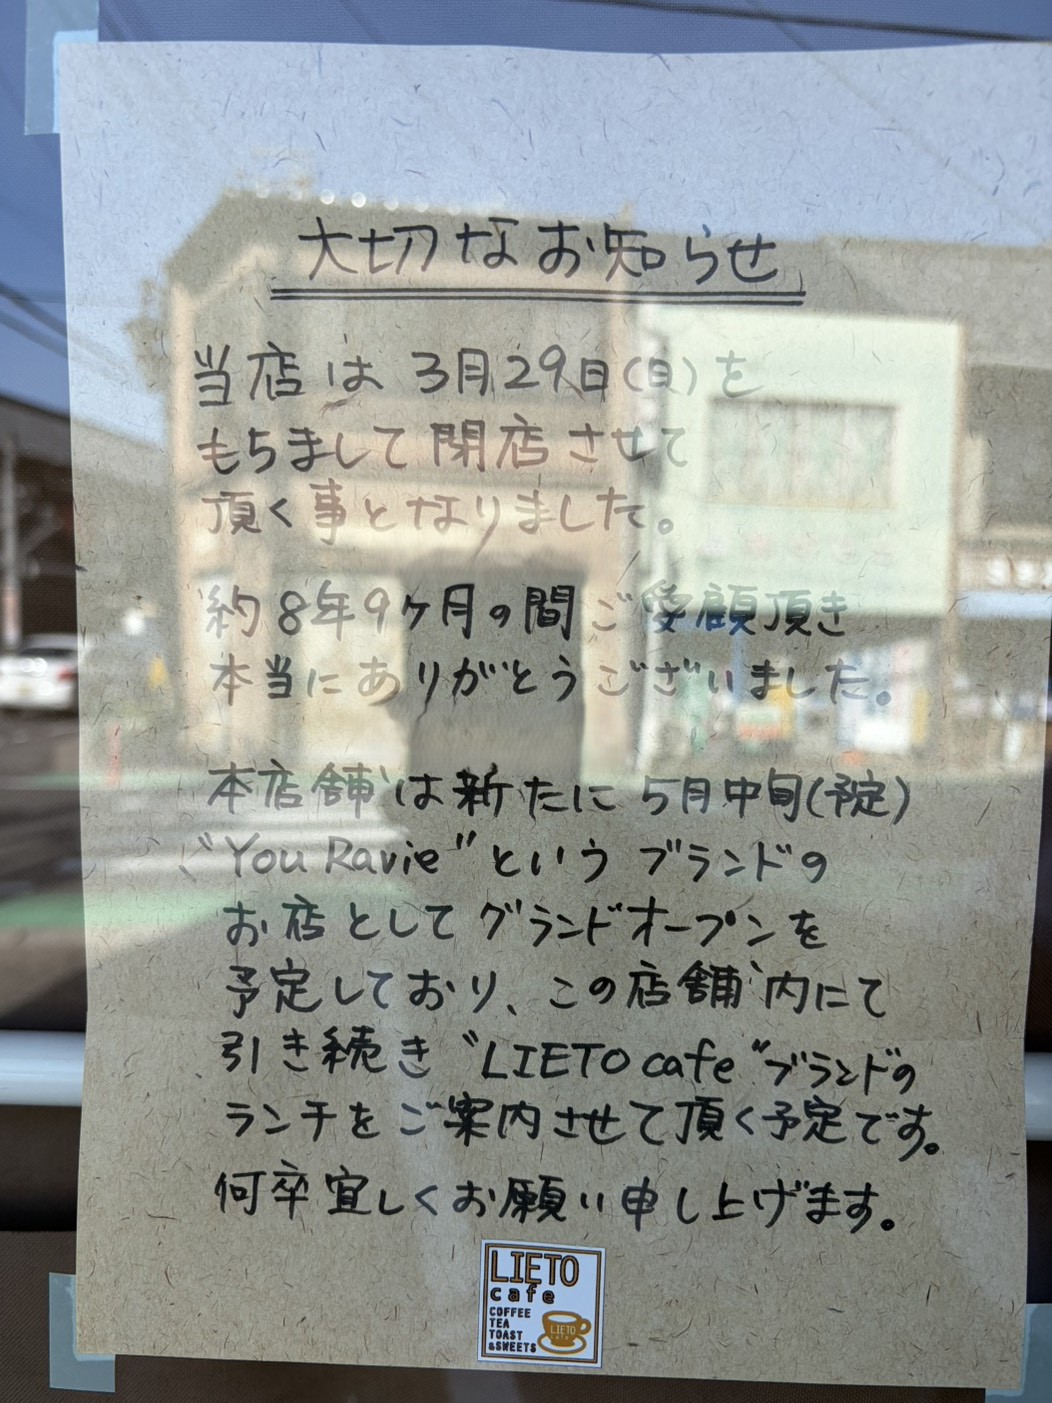 大切なお知らせ
当店は3月29日(日)を
もちまして閉店させて
頂く事となりました。
約8年9ヶ月の間ご愛顧頂き
本当にありがとうございました。
本店舗は新たに5月中旬(予定)
"You Ravie"というブランドの
お店としてグランドオープンを
予定しており、この店舗内にて
引き続き"LIETO cafe"ブランドの
ランチをご案内させて頂く予定です。
何卒宜しくお願い申し上げます。
LIETO
cafe
COFFEE
TEA
TOAST
&SWEETS
LIETO
cafe